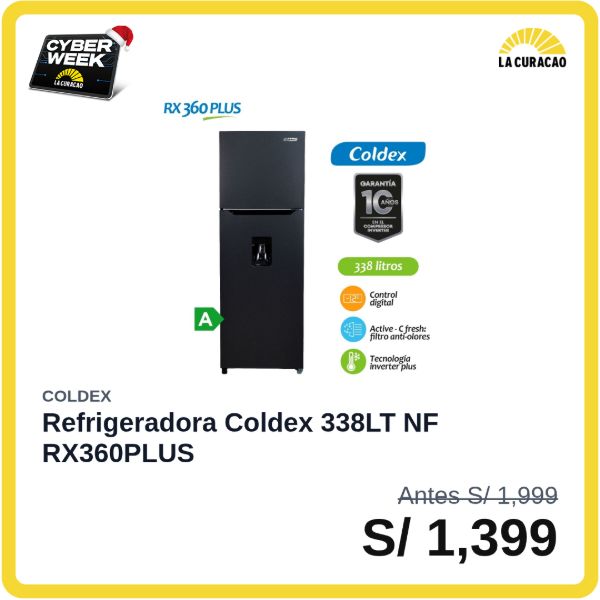 CYBER
WEEK
LA CURACAO
LA CURACAO
RX 360 PLUS
Coldex
GARANTÍA
10 AÑOS
EN EL
COMPRESOR
INVERTER
338 litros
Control
digital
Active - C fresh:
filtro anti-olores
Tecnología
inverter plus
A
COLDEX
Refrigeradora Coldex 338LT NF
RX360PLUS
Antes S/ 1,999
S/ 1,399